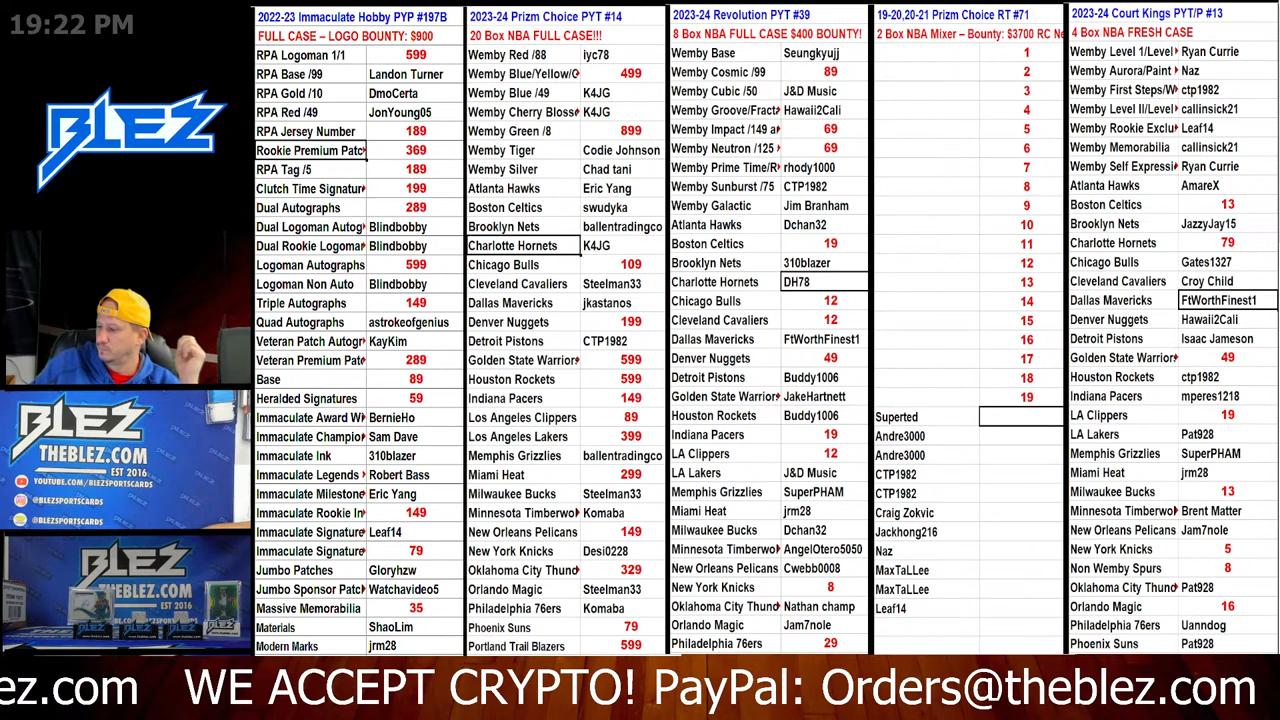 19:22 PM
BLEZ
BLEZ
THEBLEZ.COM
EST 2016
YOUTUBE.COM/BLEZSPORTSCARDS
@BLEZSPORTSCARDS
@BLEZSPORTSCARDS
BLEZ
THEBLEZ.COM
EST 2016
2022-23 Immaculate Hobby PYP #197B
FULL CASE – LOGO BOUNTY: $900
RPA Logoman 1/1 599
RPA Base /99 Landon Turner
RPA Gold /10 DmoCerta
RPA Red /49 JonYoung05
RPA Jersey Number 189
Rookie Premium Patc 369
RPA Tag /5 189
Clutch Time Signatur 199
Dual Autographs 289
Dual Logoman Autog Blindbobby
Dual Rookie Logoma Blindbobby
Logoman Autographs 599
Logoman Non Auto Blindbobby
Triple Autographs 149
Quad Autographs astrokeofgenius
Veteran Patch Autogr KayKim
Veteran Premium Pat 289
Base 89
Heralded Signatures 59
Immaculate Award W BernieHo
Immaculate Champio Sam Dave
Immaculate Ink 310blazer
Immaculate Legends Robert Bass
Immaculate Milestone Eric Yang
Immaculate Rookie In 149
Immaculate Signature Leaf14
Immaculate Signature 79
Jumbo Patches Gloryhzw
Jumbo Sponsor Patc Watchavideo5
Massive Memorabilia 35
Materials ShaoLim
Modern Marks jrm28
2023-24 Prizm Choice PYT #14
20 Box NBA FULL CASE!!!
Wemby Red /88 iyc78
Wemby Blue/Yellow/G 499
Wemby Blue /49 K4JG
Wemby Cherry Blosso K4JG
Wemby Green /8 899
Wemby Tiger Codie Johnson
Wemby Silver Chad tani
Atlanta Hawks Eric Yang
Boston Celtics swudyka
Brooklyn Nets ballentradingco
Charlotte Hornets K4JG
Chicago Bulls 109
Cleveland Cavaliers Steelman33
Dallas Mavericks jkastanos
Denver Nuggets 199
Detroit Pistons CTP1982
Golden State Warrior 599
Houston Rockets 599
Indiana Pacers 149
Los Angeles Clippers 89
Los Angeles Lakers 399
Memphis Grizzlies ballentradingco
Miami Heat 299
Milwaukee Bucks Steelman33
Minnesota Timberwo Komaba
New Orleans Pelicans 149
New York Knicks Desi0228
Oklahoma City Thund 329
Orlando Magic Steelman33
Philadelphia 76ers Komaba
Phoenix Suns 79
Portland Trail Blazers 599
2023-24 Revolution PYT #39
8 Box NBA FULL CASE $400 BOUNTY!
Wemby Base Seungkyujj
Wemby Cosmic /99 89
Wemby Cubic /50 J&D Music
Wemby Groove/Fract Hawaii2Cali
Wemby Impact /149 a 69
Wemby Neutron /125 69
Wemby Prime Time/R rhody1000
Wemby Sunburst /75 CTP1982
Wemby Galactic Jim Branham
Atlanta Hawks Dchan32
Boston Celtics 19
Brooklyn Nets 310blazer
Charlotte Hornets DH78
Chicago Bulls 12
Cleveland Cavaliers 12
Dallas Mavericks FtWorthFinest1
Denver Nuggets 49
Detroit Pistons Buddy1006
Golden State Warrior JakeHartnett
Houston Rockets Buddy1006
Indiana Pacers 19
LA Clippers 12
LA Lakers J&D Music
Memphis Grizzlies SuperPHAM
Miami Heat jrm28
Milwaukee Bucks Dchan32
Minnesota Timberwo AngelOtero5050
New Orleans Pelicans Cwebb0008
New York Knicks 8
Oklahoma City Thund Nathan champ
Orlando Magic Jam7nole
Philadelphia 76ers 29
19-20,20-21 Prizm Choice RT #71
2 Box NBA Mixer – Bounty: $3700 RC Ne
1
2
3
4
5
6
7
8
9
10
11
12
13
14
15
16
17
18
19
Superted
Andre3000
Andre3000
CTP1982
CTP1982
Craig Zokvic
Jackhong216
Naz
MaxTaLLee
MaxTaLLee
Leaf14
2023-24 Court Kings PYT/P #13
4 Box NBA FRESH CASE
Wemby Level 1/Level Ryan Currie
Wemby Aurora/Paint Naz
Wemby First Steps/W ctp1982
Wemby Level II/Level callinsick21
Wemby Rookie Exclu Leaf14
Wemby Memorabilia callinsick21
Wemby Self Expressi Ryan Currie
Atlanta Hawks AmareX
Boston Celtics 13
Brooklyn Nets JazzyJay15
Charlotte Hornets 79
Chicago Bulls Gates1327
Cleveland Cavaliers Croy Child
Dallas Mavericks FtWorthFinest1
Denver Nuggets Hawaii2Cali
Detroit Pistons Isaac Jameson
Golden State Warrior 49
Houston Rockets ctp1982
Indiana Pacers mperes1218
LA Clippers 19
LA Lakers Pat928
Memphis Grizzlies SuperPHAM
Miami Heat jrm28
Milwaukee Bucks 13
Minnesota Timberwo Brent Matter
New Orleans Pelicans Jam7nole
New York Knicks 5
Non Wemby Spurs 8
Oklahoma City Thund Pat928
Orlando Magic 16
Philadelphia 76ers Uanndog
Phoenix Suns Pat928
ez.com WE ACCEPT CRYPTO! PayPal: Orders@theblez.com